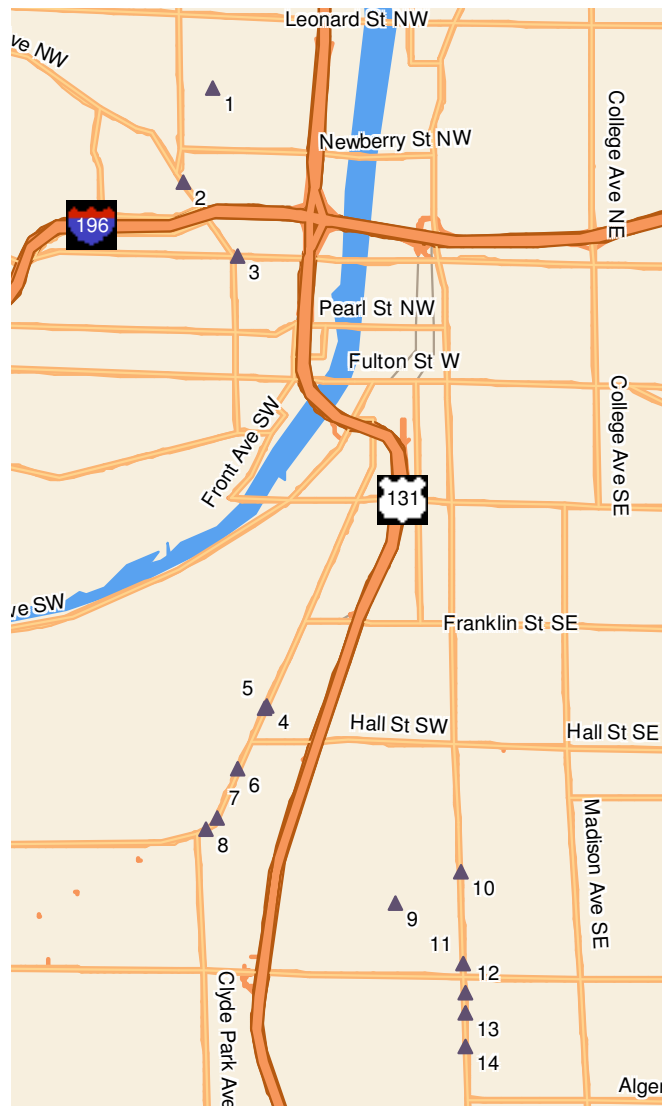 Leonard St NW
ve NW
1
College Ave NE
Newberry St NW
2
196
3
Pearl St NW
Fulton St W
College Ave SE
Front Ave SW
131
ve SW
Franklin St SE
5
4
Hall St SW
Hall St SE
6
7
8
Madison Ave SE
10
9
11
12
Clyde Park Ave
13
14
Alger